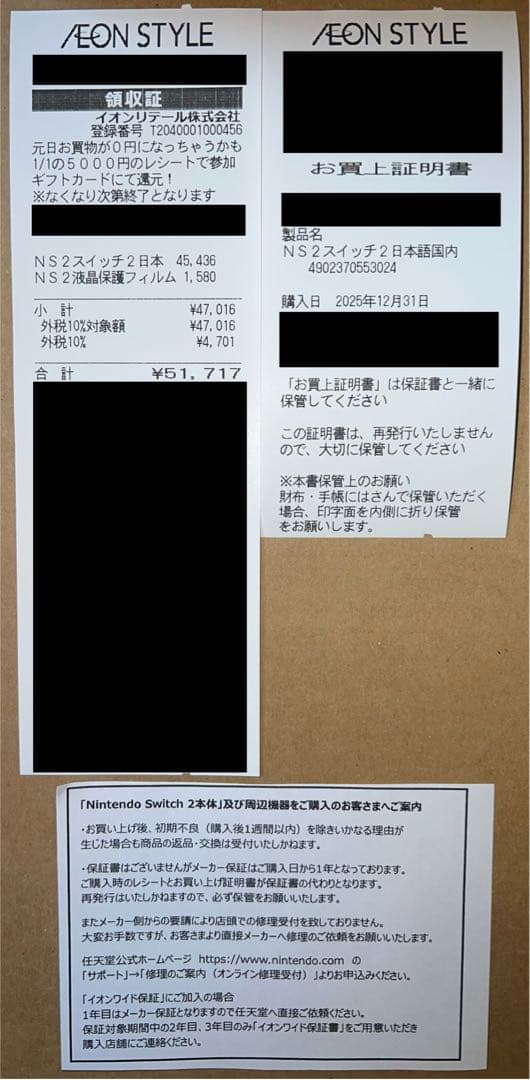 ÆON STYLE
領収証
イオンリテール株式会社
登録番号 T2040001000456
元日お買物が0円になっちゃうかも
1/1の5000円のレシートで参加
ギフトカードにて還元！
※なくなり次第終了となります
NS2スイッチ2日本 45,436
NS2液晶保護フィルム 1,580
小 計 ¥47,016
外税10%対象額 ¥47,016
外税10% ¥4,701
合 計 ¥51,717
ÆON STYLE
お買上証明書
製品名
NS2スイッチ2日本語国内
4902370553024
購入日 2025年12月31日
「お買上証明書」は保証書と一緒に
保管してください
この証明書は、再発行いたしません
ので、大切に保管してください
※本書保管上のお願い
財布・手帳にはさんで保管いただく
場合、印字面を内側に折り保管
をお願いします。
「Nintendo Switch 2本体」及び周辺機器をご購入のお客さまへご案内
・お買い上げ後、初期不良（購入後1週間以内）を除きいかなる理由が
生じた場合も商品の返品・交換は受付いたしかねます。
・保証書はございませんがメーカー保証はご購入日から1年となっております。
ご購入時のレシートとお買い上げ証明書が保証書の代わりとなります。
再発行はいたしかねますので、必ず保管をお願いいたします。
またメーカー側からの要請により店頭での修理受付を致しておりません。
大変お手数ですが、お客さまより直接メーカーへ修理のご依頼をお願いいたします。
任天堂公式ホームページ https://www.nintendo.com の
「サポート」→「修理のご案内（オンライン修理受付）」よりお申込みください。
「イオンワイド保証」にご加入の場合
1年目はメーカー保証となりますので任天堂へ直接ご依頼ください。
保証対象期間中の2年目、3年目のみ「イオンワイド保証書」をご用意いただき
購入店舗にご連絡ください。